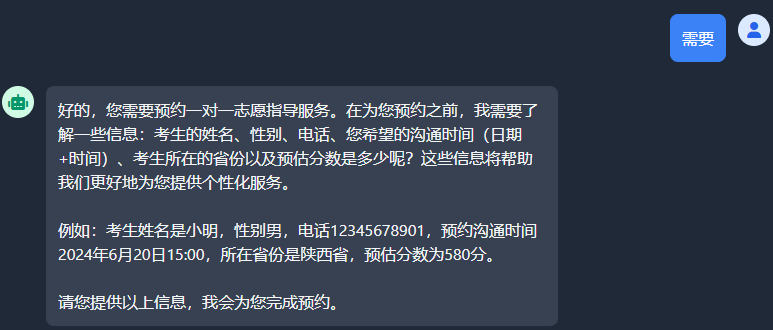 需要
好的，您需要预约一对一志愿指导服务。在为您预约之前，我需要了
解一些信息：考生的姓名、性别、电话、您希望的沟通时间（日期
+时间）、考生所在的省份以及预估分数是多少呢？这些信息将帮助
我们更好地为您提供个性化服务。
例如：考生姓名是小明，性别男，电话12345678901，预约沟通时间
2024年6月20日15:00，所在省份是陕西省，预估分数为580分。
请您提供以上信息，我会为您完成预约。